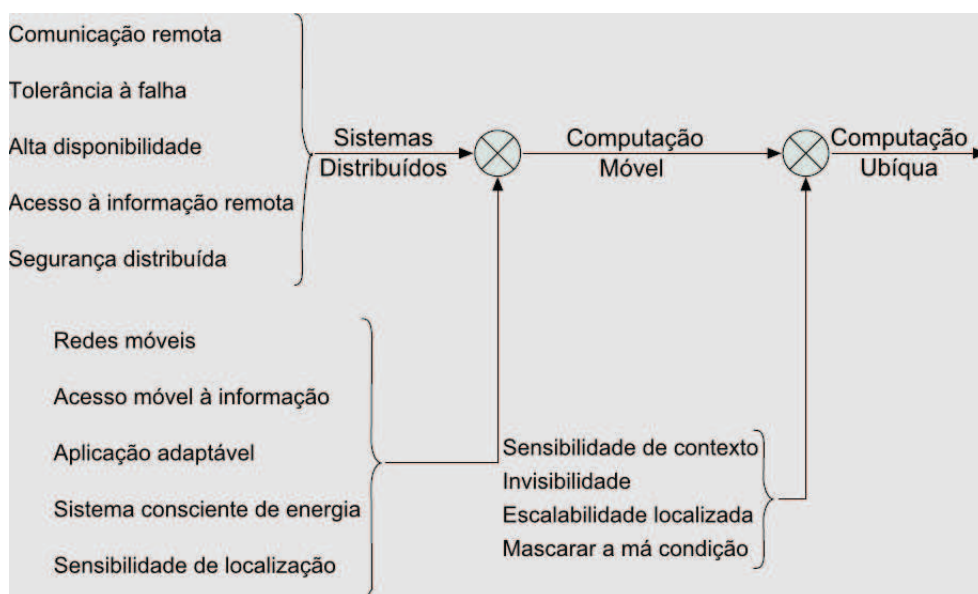 Comunicação remota
Tolerância à falha
Alta disponibilidade
Acesso à informação remota
Segurança distribuída
Sistemas
Distribuídos
Computação
Móvel
Computação
Ubíqua
Redes móveis
Acesso móvel à informação
Aplicação adaptável
Sistema consciente de energia
Sensibilidade de localização
Sensibilidade de contexto
Invisibilidade
Escalabilidade localizada
Mascarar a má condição